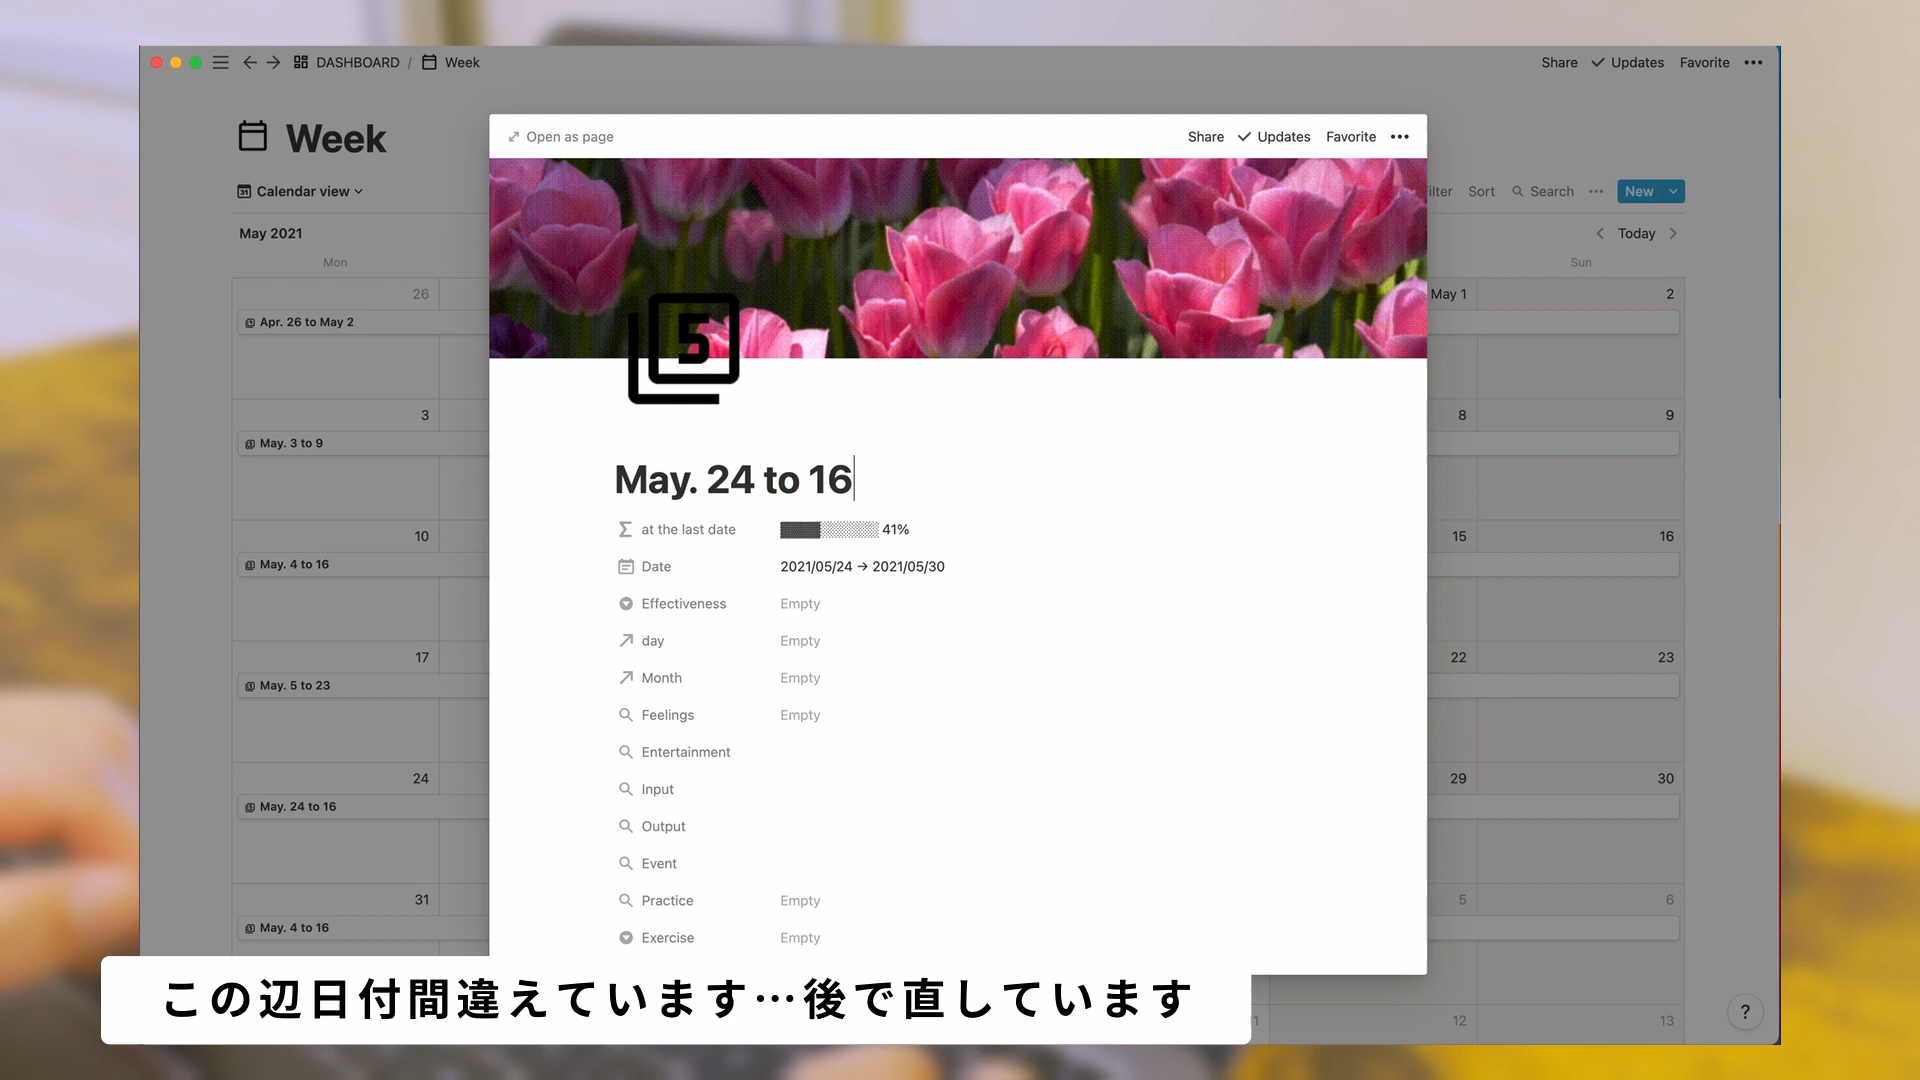 DASHBOARD / Week
Share Updates Favorite •••
Week
Calendar view
Sort Search ••• New
May 2021
Today
Mon
Sun
Open as page
Share Updates Favorite •••
5
26
May 1
2
Apr. 26 to May 2
3
8
9
May. 3 to 9
10
15
16
May. 4 to 16
17
22
23
May. 5 to 23
24
29
30
May. 24 to 16
31
5
6
May. 4 to 16
12
13
May. 24 to 16
at the last date 41%
Date 2021/05/24 → 2021/05/30
Effectiveness Empty
day Empty
Month Empty
Feelings Empty
Entertainment
Input
Output
Event
Practice Empty
Exercise Empty
?
この辺日付間違えています…後で直しています